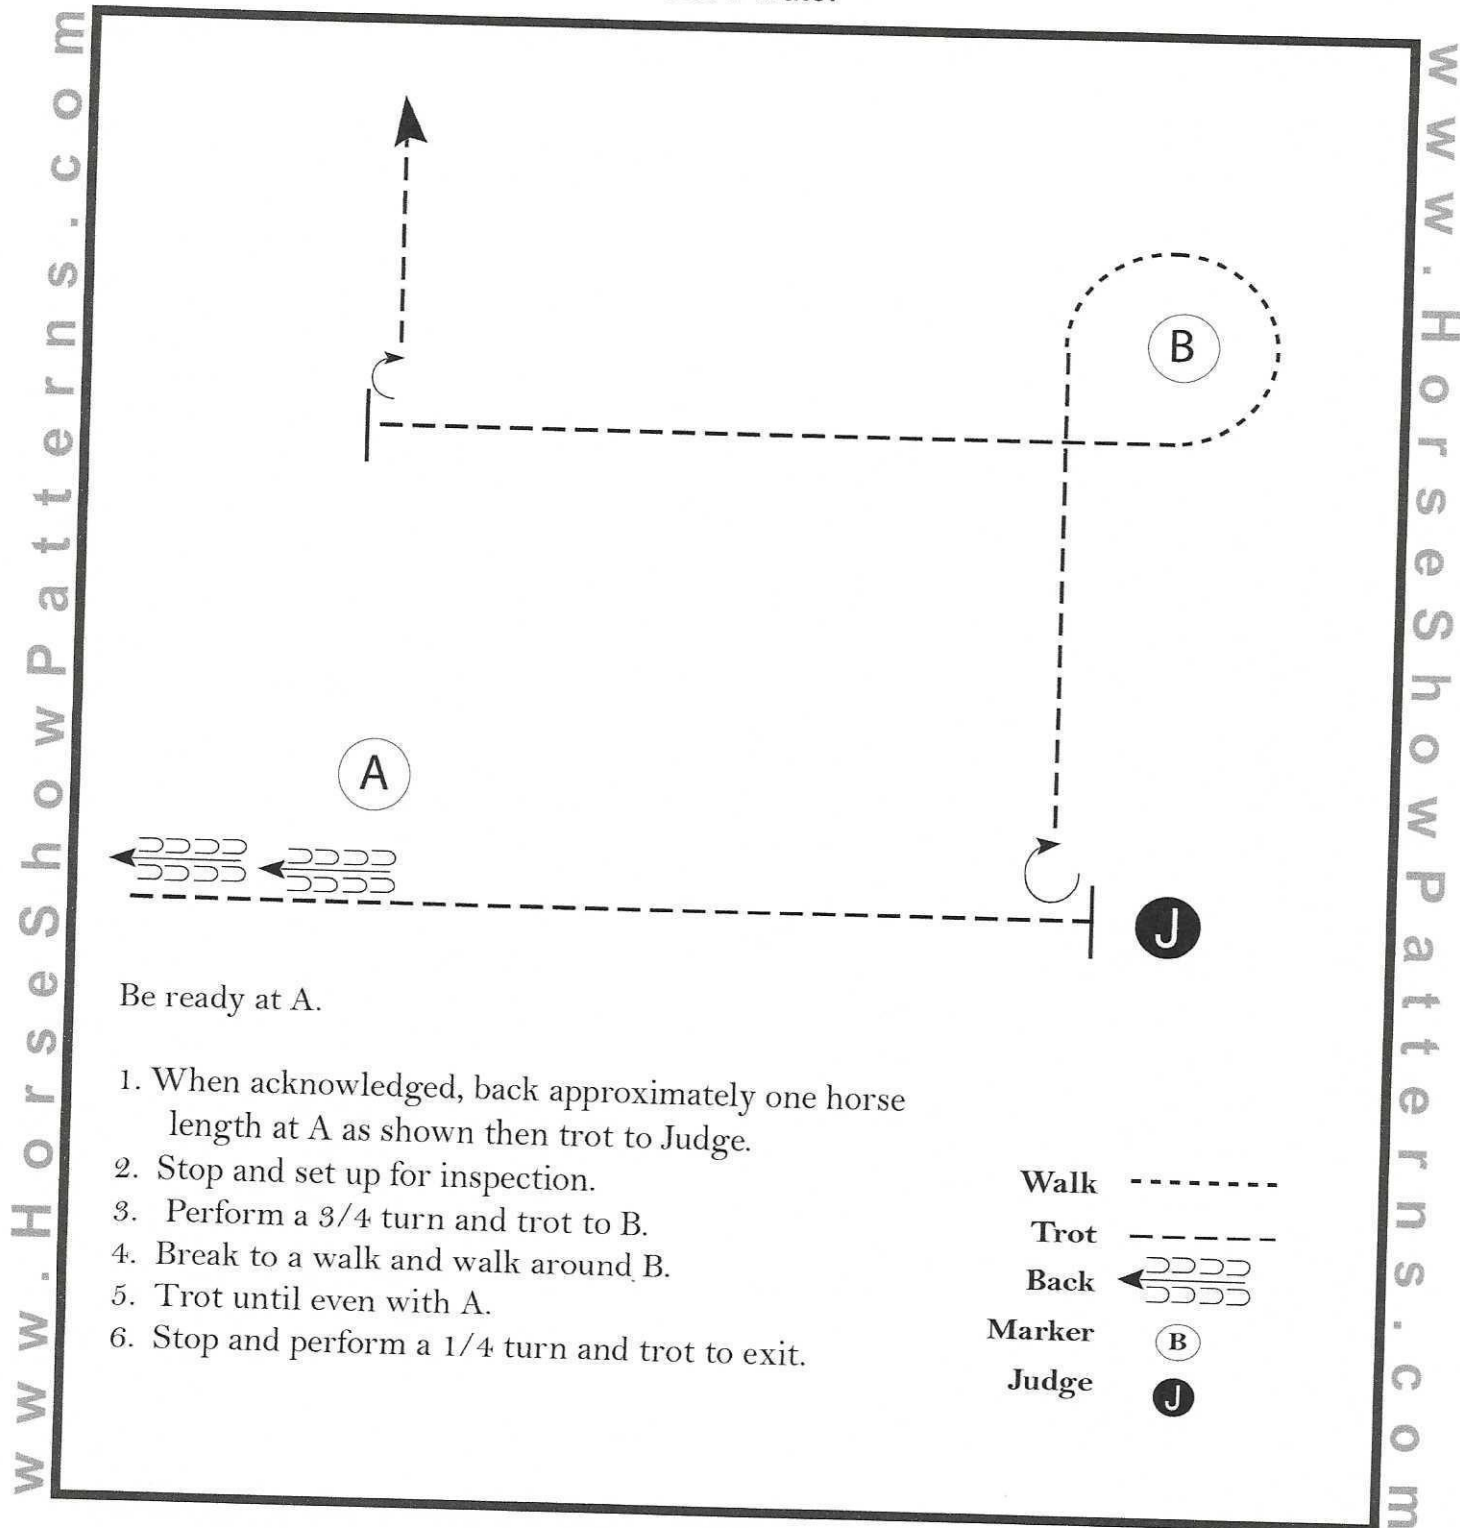 www.HorseShowPatterns.com
www.HorseShowPatterns.com
B
A
J
Be ready at A.
1. When acknowledged, back approximately one horse
length at A as shown then trot to Judge.
2. Stop and set up for inspection.
3. Perform a 3/4 turn and trot to B.
4. Break to a walk and walk around B.
5. Trot until even with A.
6. Stop and perform a 1/4 turn and trot to exit.
Walk
Trot
Back
Marker B
Judge J